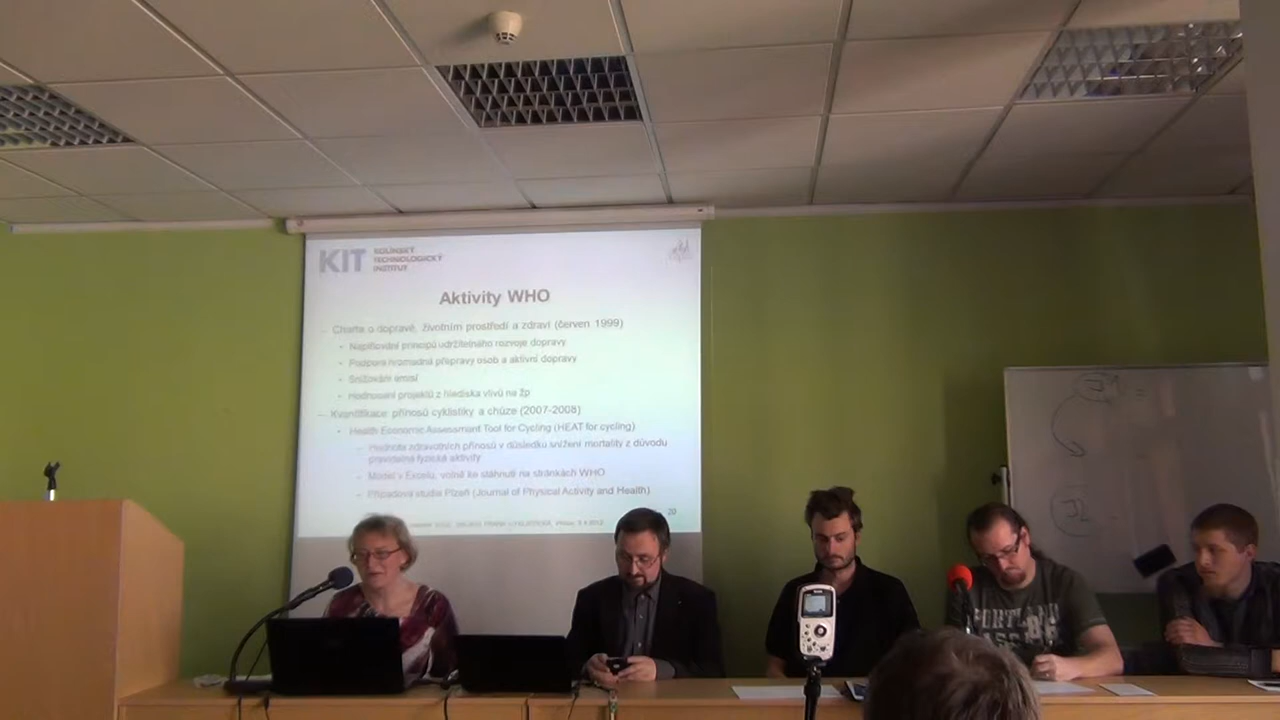 KIT KOLÍNSKÝ
TECHNOLOGICKÝ
INSTITUT
Aktivity WHO
– Charta o dopravě, životním prostředí a zdraví (červen 1999)
• Naplňování principů udržitelného rozvoje dopravy
• Podpora hromadná přepravy osob a aktivní dopravy
• Snižování emisí
• Hodnocení projektů z hlediska vlivů na žp
– Kvantifikace přínosů cyklistiky a chůze (2007-2008)
• Health Economic Assessment Tool for Cycling (HEAT for cycling)
– Hodnota zdravotních přínosů v důsledku snížení mortality z důvodu
pravidelné fyzické aktivity
– Model v Excelu, volně ke stáhnutí na stránkách WHO
– Případová studie Plzeň (Journal of Physical Activity and Health)
20
PORTLAND